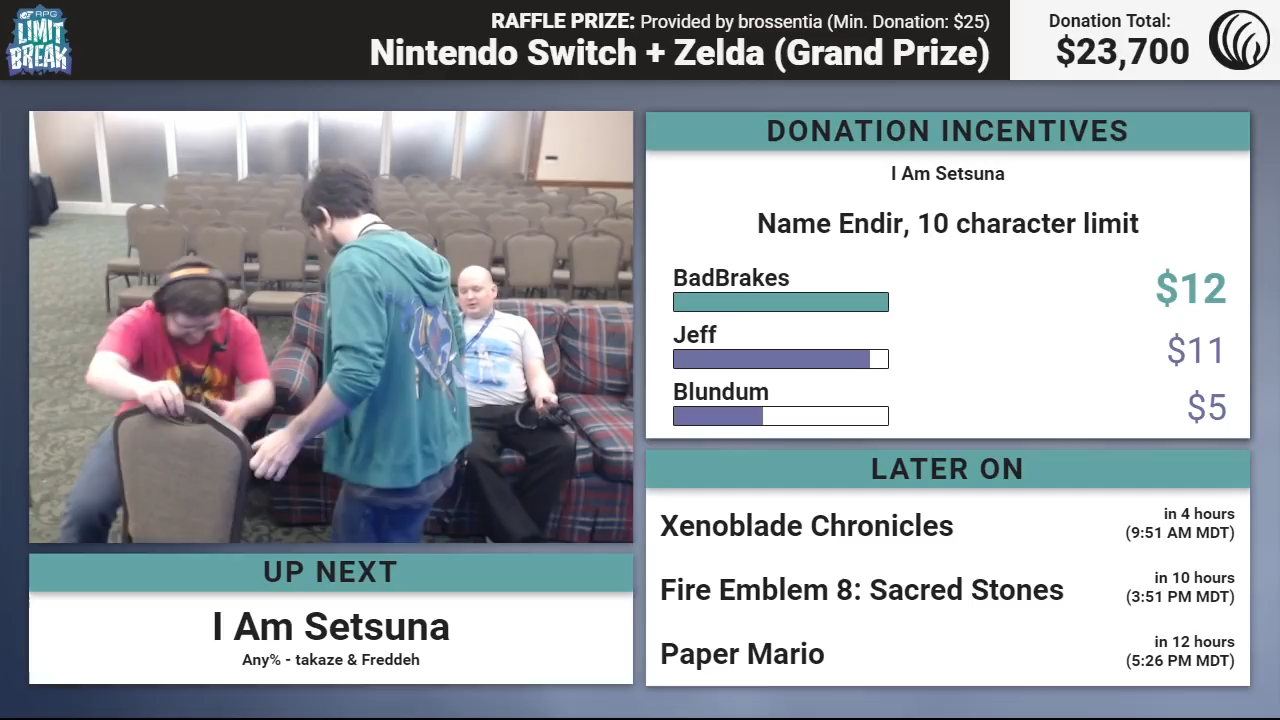 RPG
LIMIT
BREAK
RAFFLE PRIZE: Provided by brossentia (Min. Donation: $25)
Nintendo Switch + Zelda (Grand Prize)
Donation Total:
$23,700
DONATION INCENTIVES
I Am Setsuna
Name Endir, 10 character limit
BadBrakes
$12
Jeff
$11
Blundum
$5
LATER ON
Xenoblade Chronicles
in 4 hours
(9:51 AM MDT)
Fire Emblem 8: Sacred Stones
in 10 hours
(3:51 PM MDT)
Paper Mario
in 12 hours
(5:26 PM MDT)
UP NEXT
I Am Setsuna
Any% - takaze & Freddeh